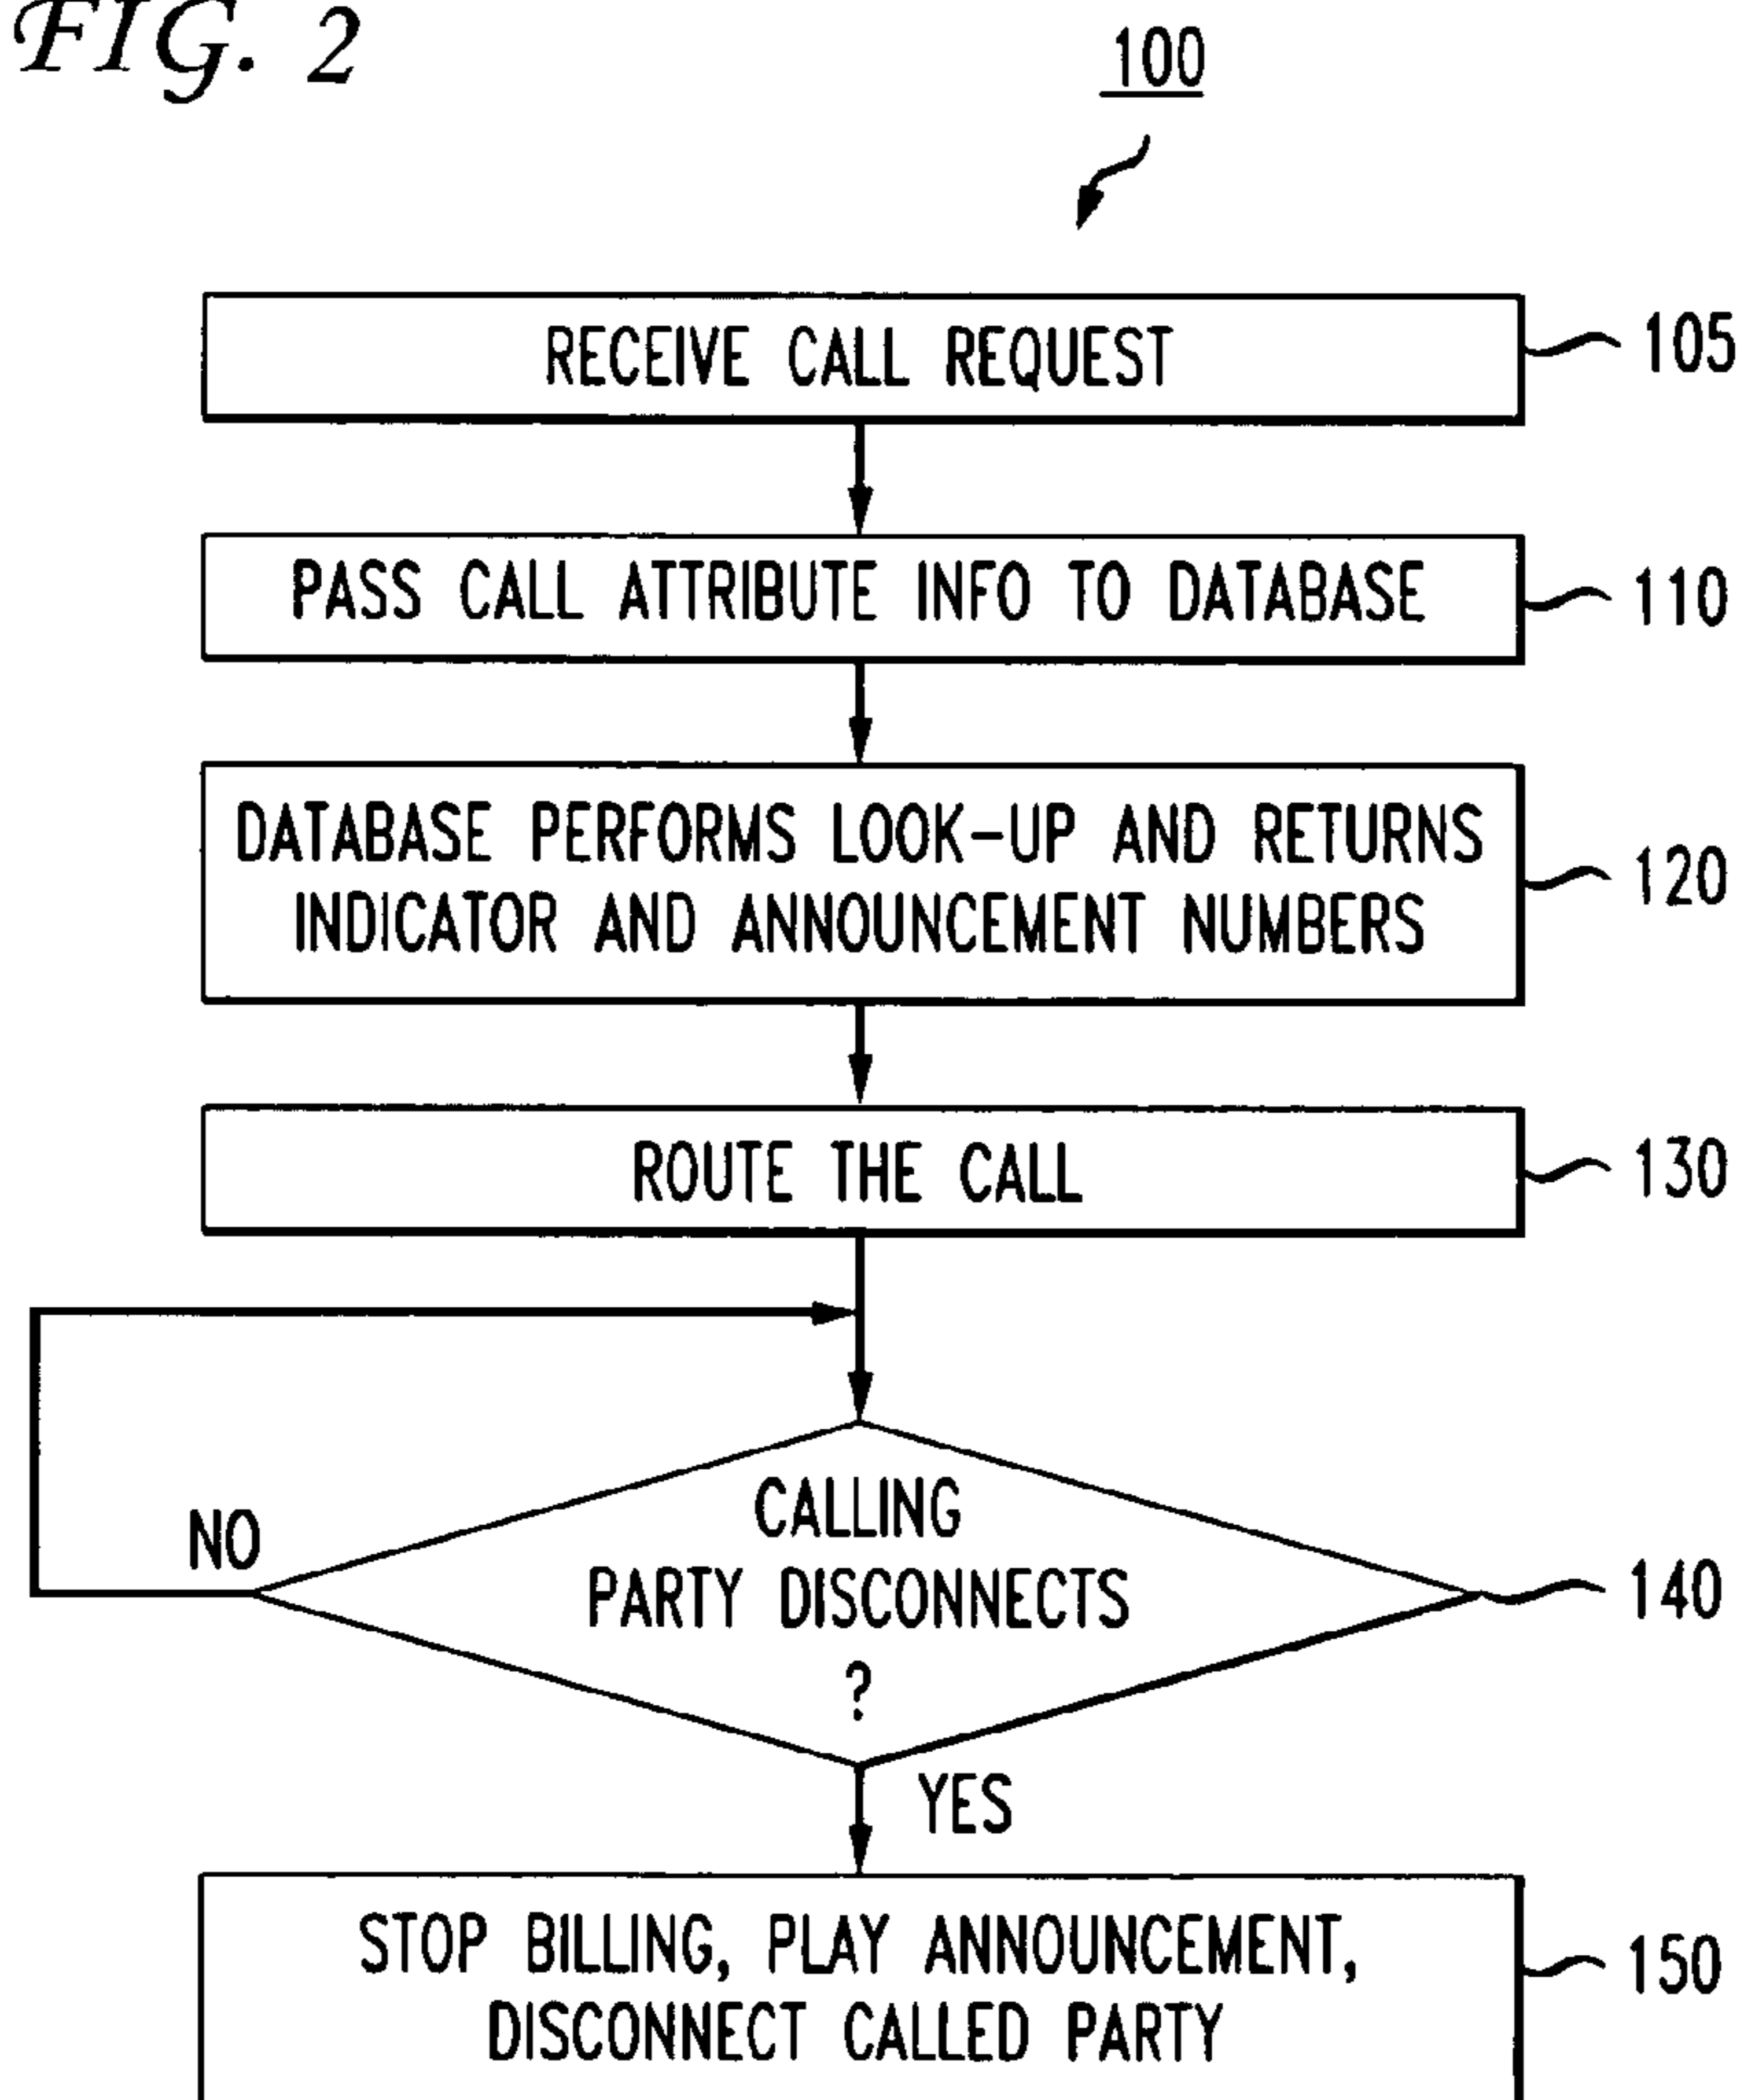 FIG. 2
100
RECEIVE CALL REQUEST
105
PASS CALL ATTRIBUTE INFO TO DATABASE
110
DATABASE PERFORMS LOOK-UP AND RETURNS
INDICATOR AND ANNOUNCEMENT NUMBERS
120
ROUTE THE CALL
130
NO
CALLING
PARTY DISCONNECTS
?
140
YES
STOP BILLING, PLAY ANNOUNCEMENT,
DISCONNECT CALLED PARTY
150